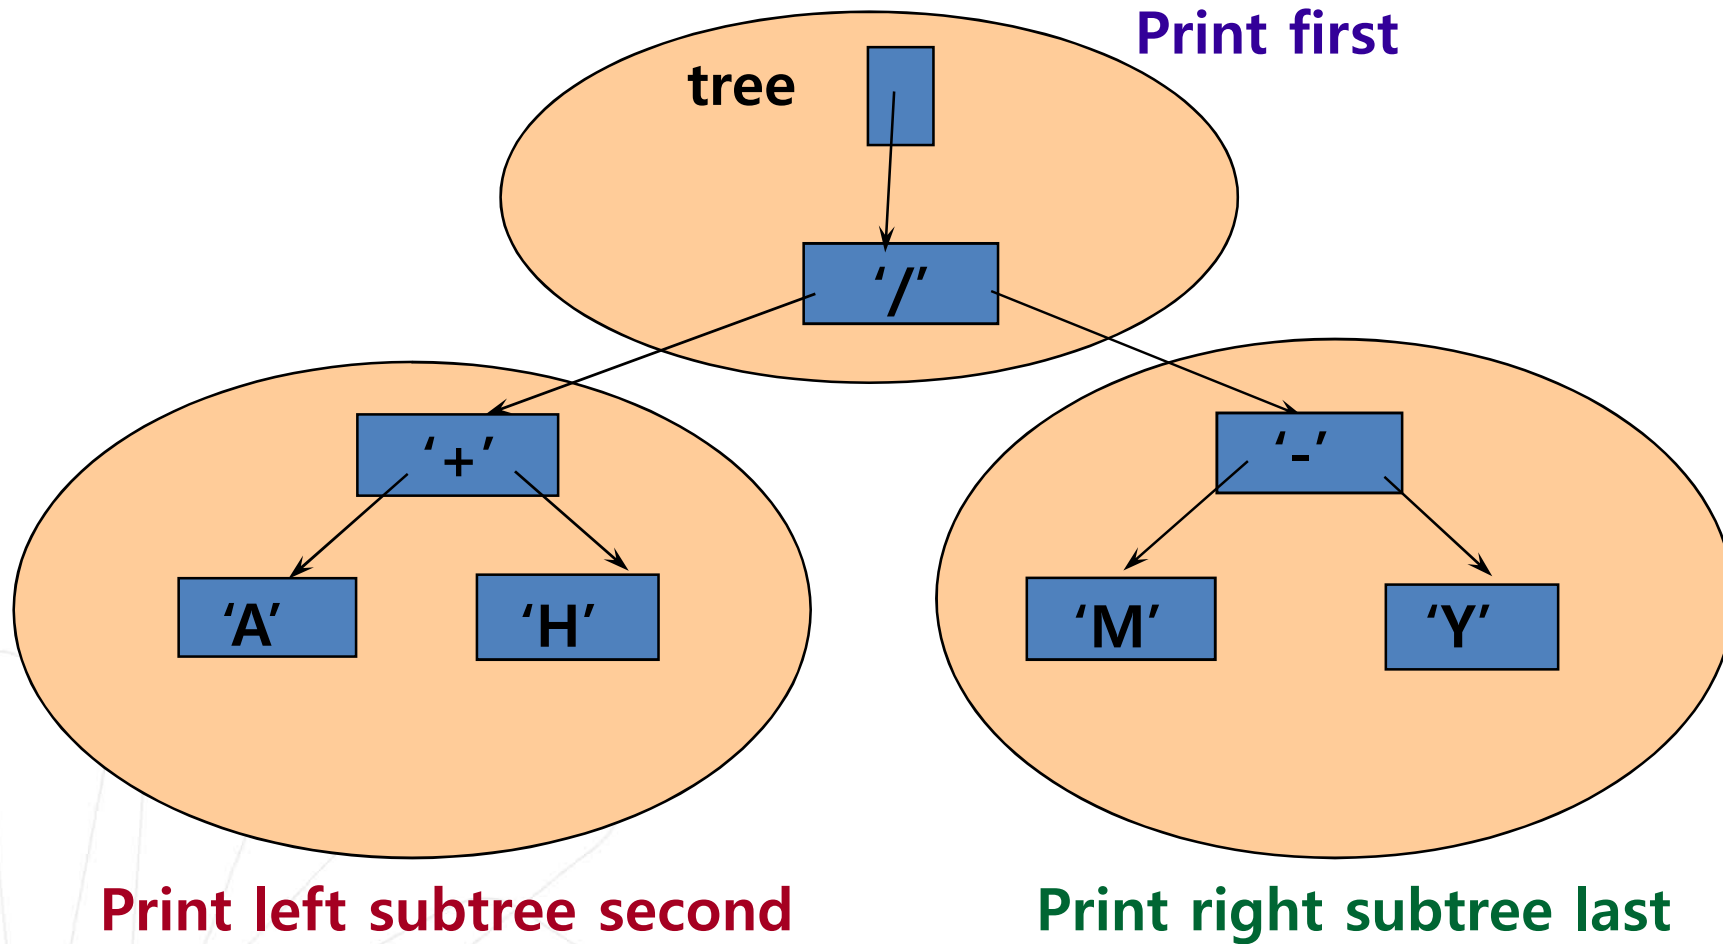 Print first
tree
‘/’
‘+’
‘-’
‘A’
‘H’
‘M’
‘Y’
Print left subtree second
Print right subtree last